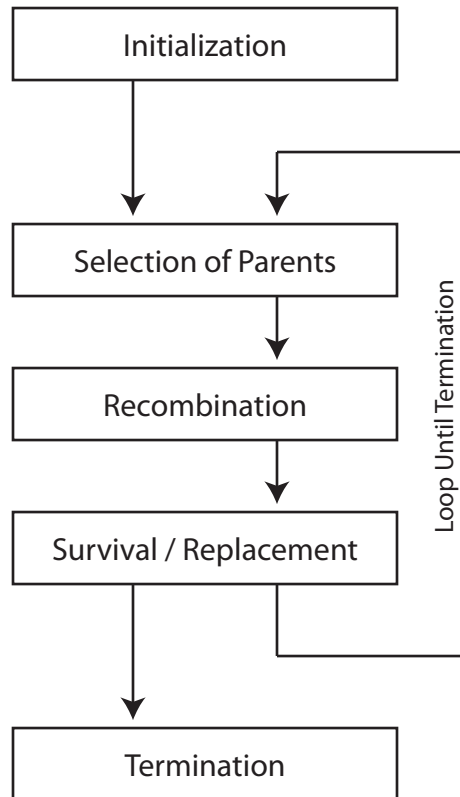 Initialization
Selection of Parents
Recombination
Survival / Replacement
Loop Until Termination
Termination